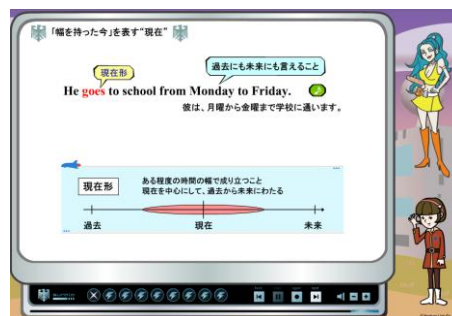 「幅を持った今」を表す“現在”
現在形
過去にも未来にも言えること
He goes to school from Monday to Friday.
彼は、月曜から金曜まで学校に通います。
現在形
ある程度の時間の幅で成り立つこと
現在を中心にして、過去から未来にわたる
過去 現在 未来